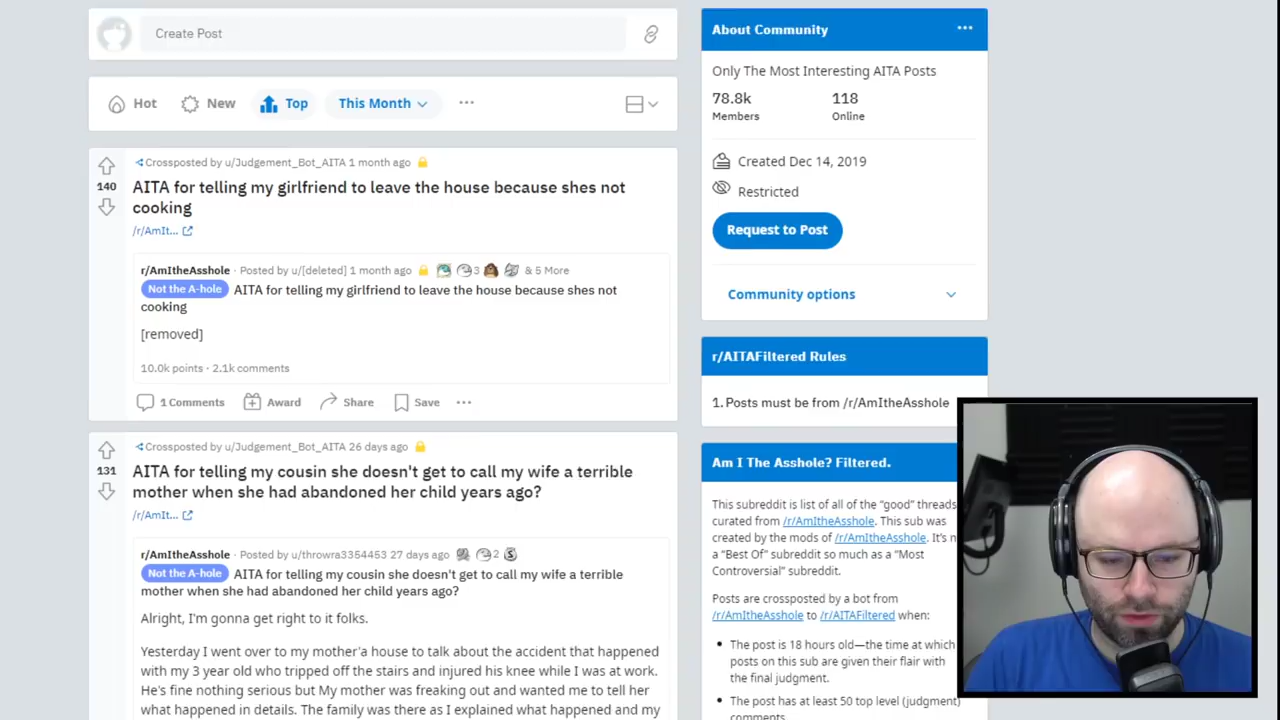 Create Post
Hot
New
Top
This Month
Crossposted by u/Judgement_Bot_AITA 1 month ago
140
AITA for telling my girlfriend to leave the house because shes not
cooking
/r/AmIt...
r/AmItheAsshole · Posted by u/[deleted] 1 month ago 3 & 5 More
Not the A-hole AITA for telling my girlfriend to leave the house because shes not
cooking
[removed]
10.0k points · 2.1k comments
1 Comments Award Share Save
Crossposted by u/Judgement_Bot_AITA 26 days ago
131
AITA for telling my cousin she doesn't get to call my wife a terrible
mother when she had abandoned her child years ago?
/r/AmIt...
r/AmItheAsshole · Posted by u/throwra3354453 27 days ago 2
Not the A-hole AITA for telling my cousin she doesn't get to call my wife a terrible
mother when she had abandoned her child years ago?
Alright, I'm gonna get right to it folks.
Yesterday I went over to my mother'a house to talk about the accident that happened
with my 3 year old who tripped off the stairs and injured his knee while I was at work.
He's fine nothing serious but My mother was freaking out and wanted me to tell her
what happened in details. The family was there as I explained what happened and my
About Community
Only The Most Interesting AITA Posts
78.8k 118
Members Online
Created Dec 14, 2019
Restricted
Request to Post
Community options
r/AITAFiltered Rules
1. Posts must be from /r/AmItheAsshole
Am I The Asshole? Filtered.
This subreddit is list of all of the “good” threads
curated from /r/AmItheAsshole. This sub was
created by the mods of /r/AmItheAsshole. It's
a “Best Of” subreddit so much as a “Most
Controversial” subreddit.
Posts are crossposted by a bot from
/r/AmItheAsshole to /r/AITAFiltered when:
The post is 18 hours old—the time at which
posts on this sub are given their flair with
the final judgment.
The post has at least 50 top level (judgment)
comments.